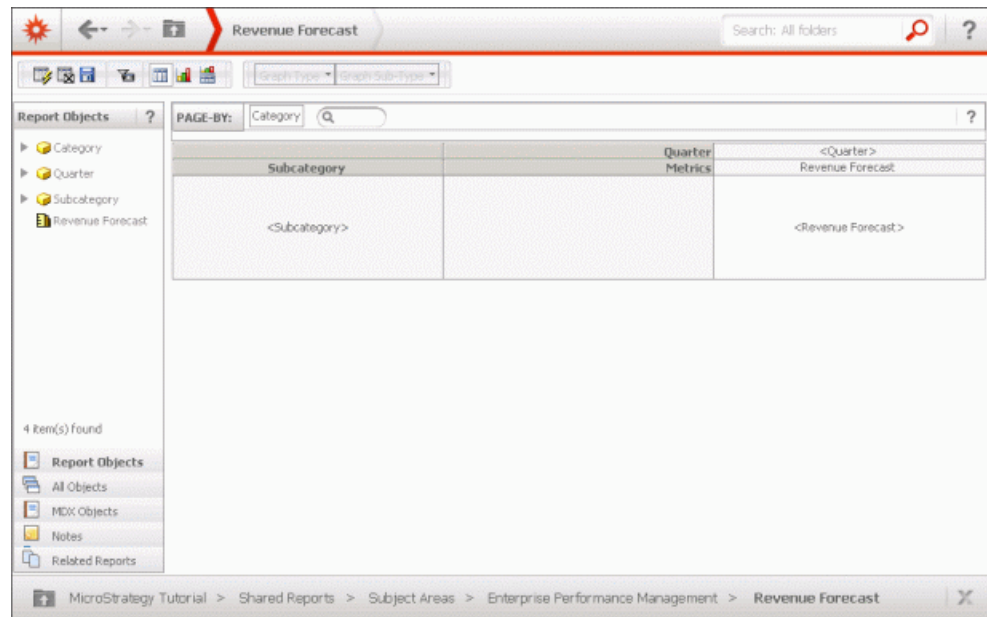 Revenue Forecast
Search: All folders
?
Graph Type Graph Sub-Type
Report Objects ?
PAGE-BY: Category
?
Category
Quarter
Subcategory
Revenue Forecast
Quarter <Quarter>
Subcategory Metrics Revenue Forecast
<Subcategory> <Revenue Forecast>
4 item(s) found
Report Objects
All Objects
MDX Objects
Notes
Related Reports
MicroStrategy Tutorial > Shared Reports > Subject Areas > Enterprise Performance Management > Revenue Forecast